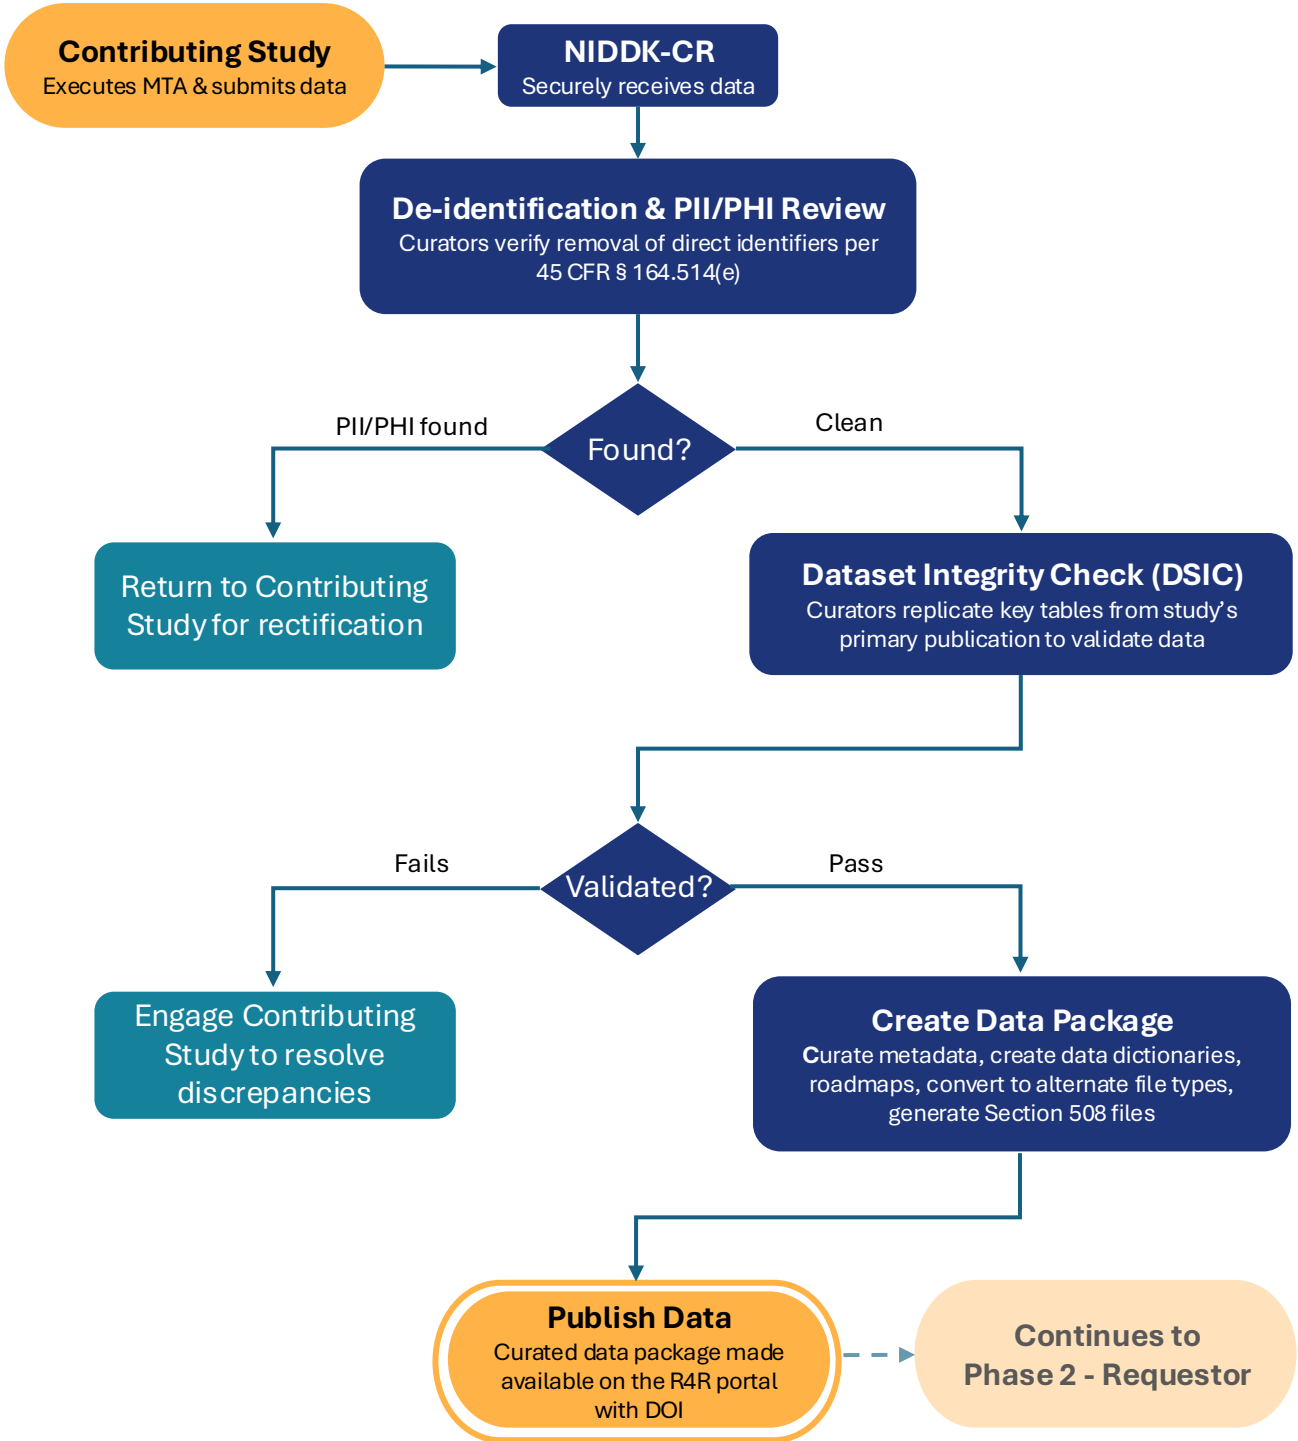 Contributing Study
Executes MTA & submits data
NIDDK-CR
Securely receives data
De-identification & PII/PHI Review
Curators verify removal of direct identifiers per
45 CFR § 164.514(e)
PII/PHI found
Found?
Clean
Return to Contributing
Study for rectification
Dataset Integrity Check (DSIC)
Curators replicate key tables from study's
primary publication to validate data
Fails
Validated?
Pass
Engage Contributing
Study to resolve
discrepancies
Create Data Package
Curate metadata, create data dictionaries,
roadmaps, convert to alternate file types,
generate Section 508 files
Publish Data
Curated data package made
available on the R4R portal
with DOI
Continues to
Phase 2 - Requestor